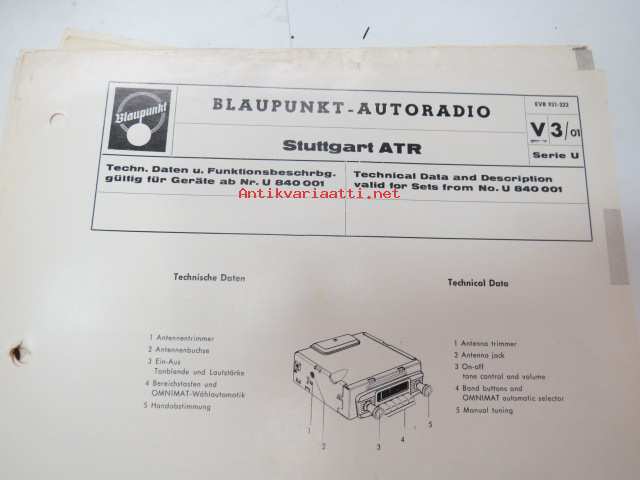 Blaupunkt
BLAUPUNKT-AUTORADIO
Stuttgart ATR
EVB 931-222
V 3/01
Serie U
Techn. Daten u. Funktionsbeschrbg.
gültig für Geräte ab Nr. U 840 001
Technical Data and Description
valid for Sets from No. U 840 001
Antikvariaatti.net
Technische Daten
1 Antennentrimmer
2 Antennenbuchse
3 Ein-Aus
Tonblende und Lautstärke
4 Bereichstasten und
OMNIMAT-Wählautomatik
5 Handabstimmung
1
2
3
4
5
Technical Data
1 Antenna trimmer
2 Antenna jack
3 On-off
tone control and volume
4 Band buttons and
OMNIMAT automatic selector
5 Manual tuning